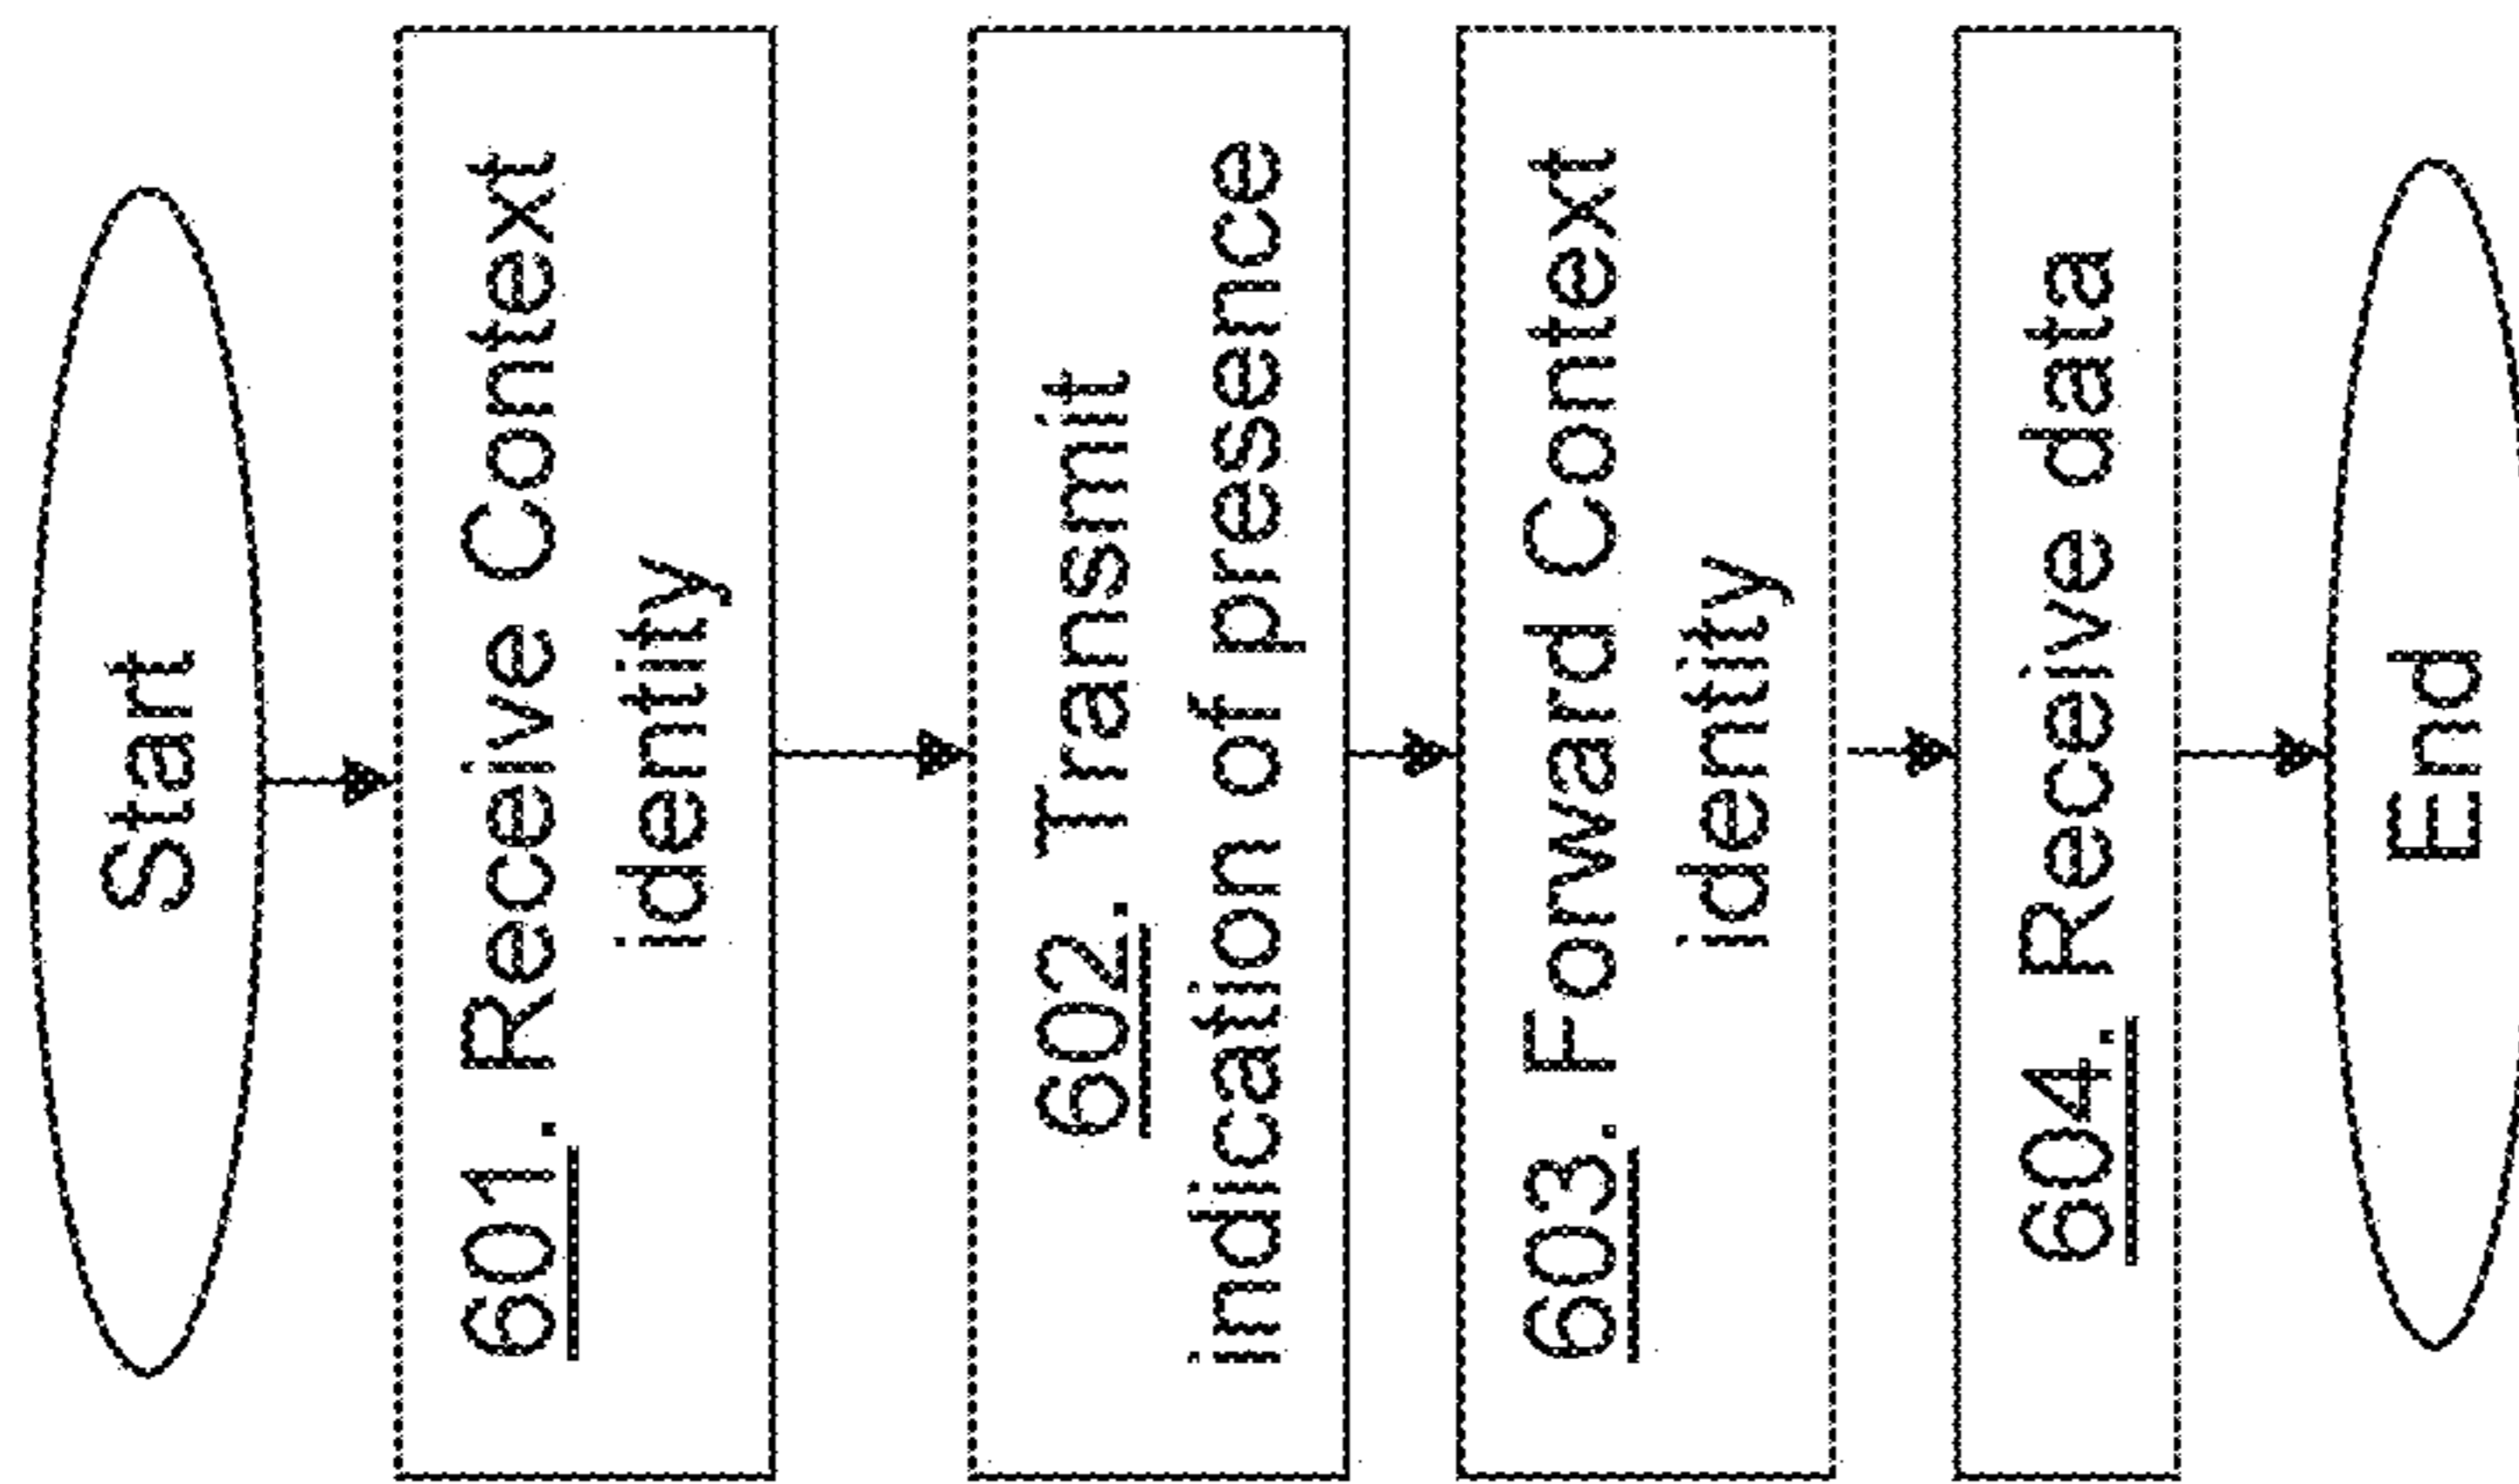 Start
601. Receive Context
identity
602. Transmit
indication of presence
603. Forward Context
identity
604. Receive data
End